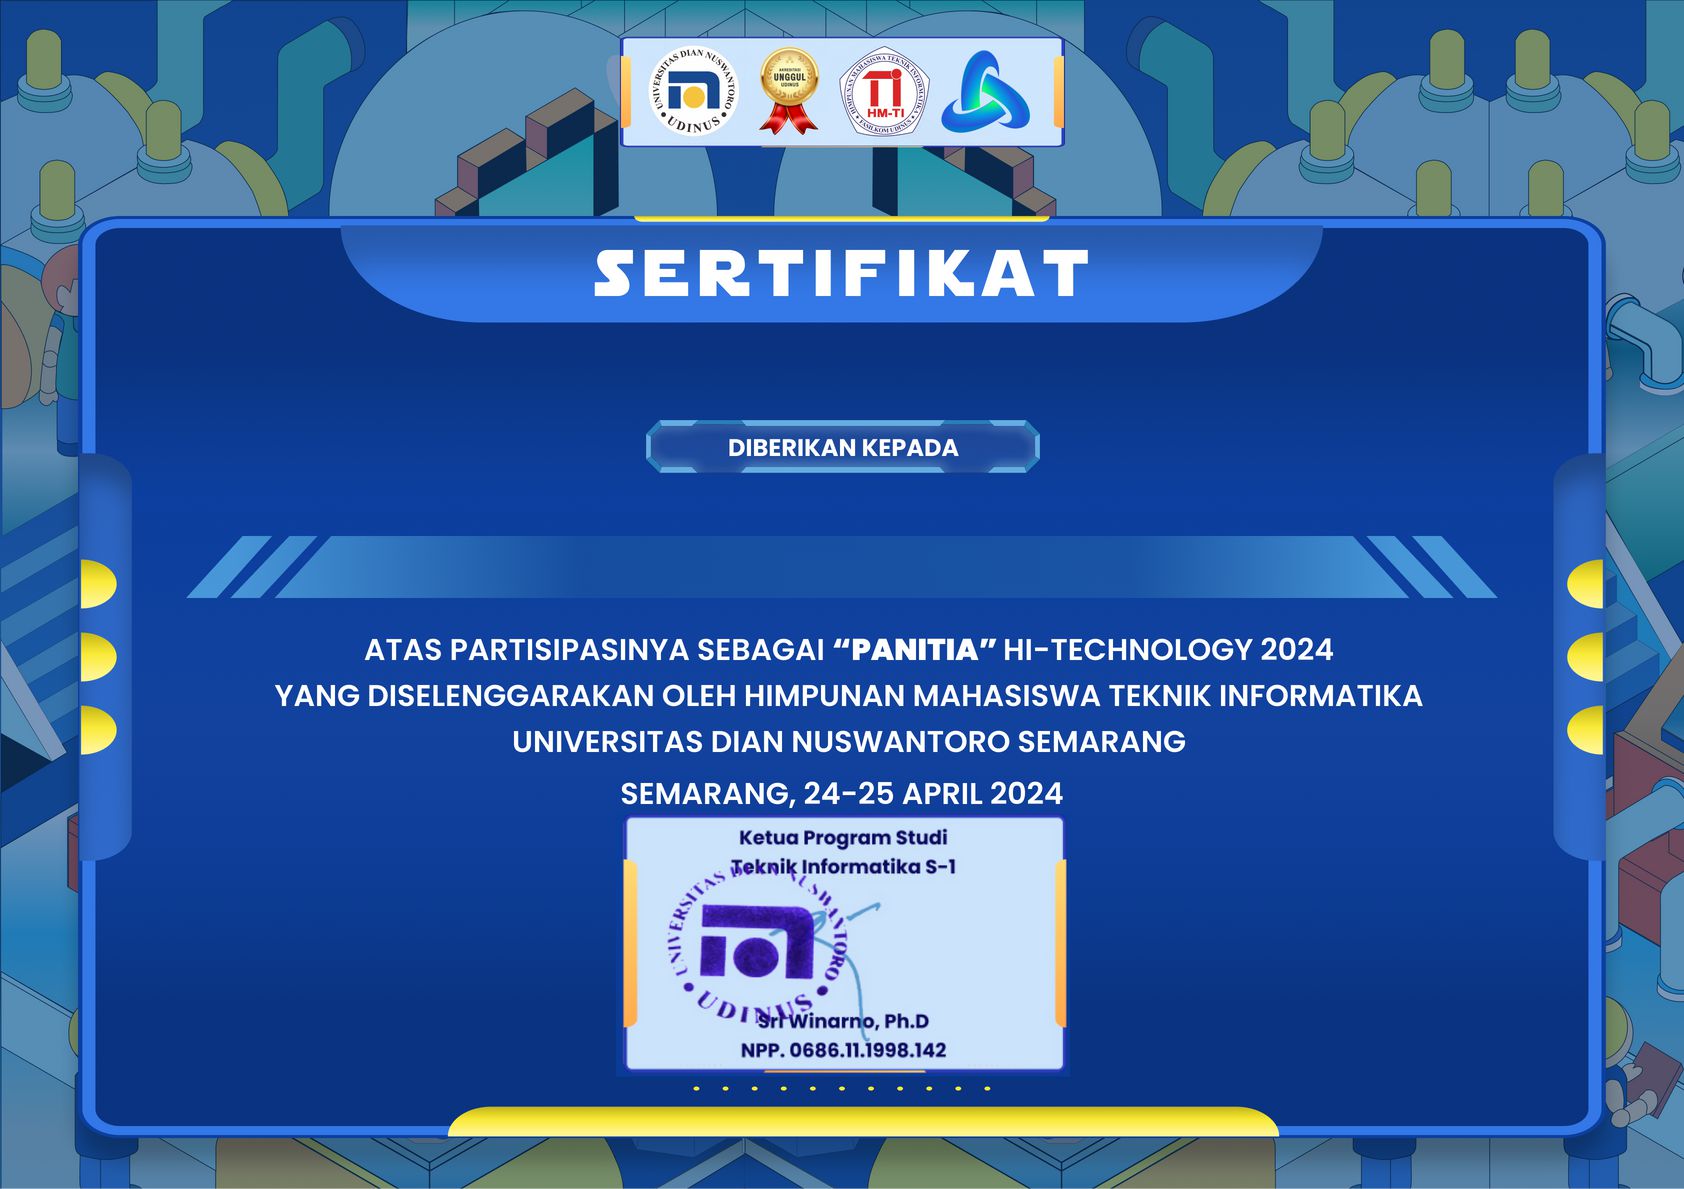 UNIVERSITAS DIAN NUSWANTORO
UDINUS
AKREDITASI
UNGGUL
UDINUS
HIMPUNAN MAHASISWA TEKNIK INFORMATIKA
TI
HM-TI
FASILKOM UDINUS
SERTIFIKAT
DIBERIKAN KEPADA
ATAS PARTISIPASINYA SEBAGAI “PANITIA” HI-TECHNOLOGY 2024
YANG DISELENGGARAKAN OLEH HIMPUNAN MAHASISWA TEKNIK INFORMATIKA
UNIVERSITAS DIAN NUSWANTORO SEMARANG
SEMARANG, 24-25 APRIL 2024
Ketua Program Studi
Teknik Informatika S-1
UNIVERSITAS DIAN NUSWANTORO
UDINUS
Sri Winarno, Ph.D
NPP. 0686.11.1998.142